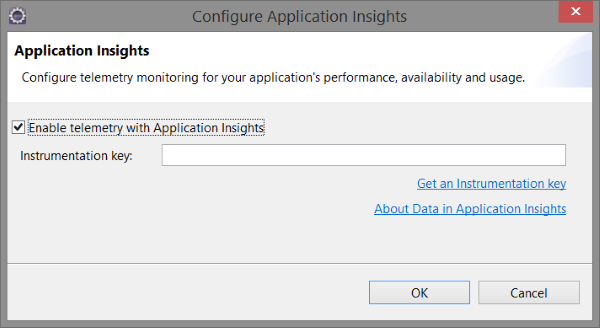 Configure Application Insights
Application Insights
Configure telemetry monitoring for your application's performance, availability and usage.
Enable telemetry with Application Insights
Instrumentation key:
Get an Instrumentation key
About Data in Application Insights
OK Cancel